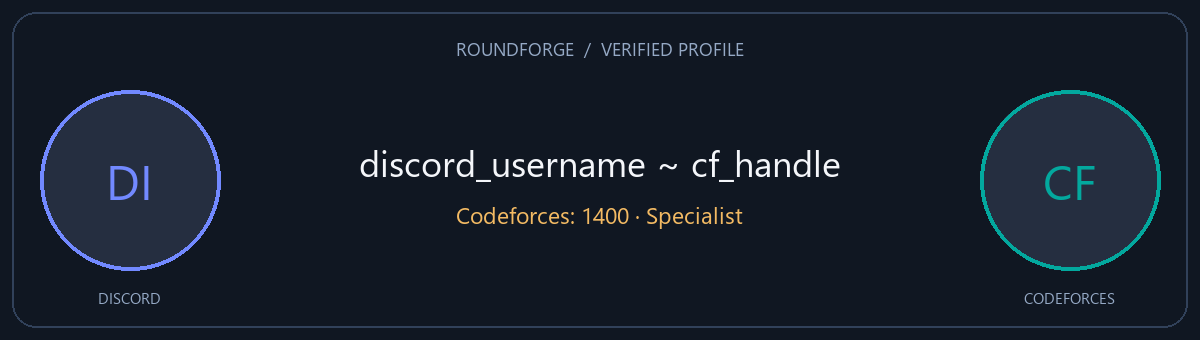 ROUNDFORGE / VERIFIED PROFILE
DI
discord_username ~ cf_handle
CF
Codeforces: 1400 · Specialist
DISCORD
CODEFORCES